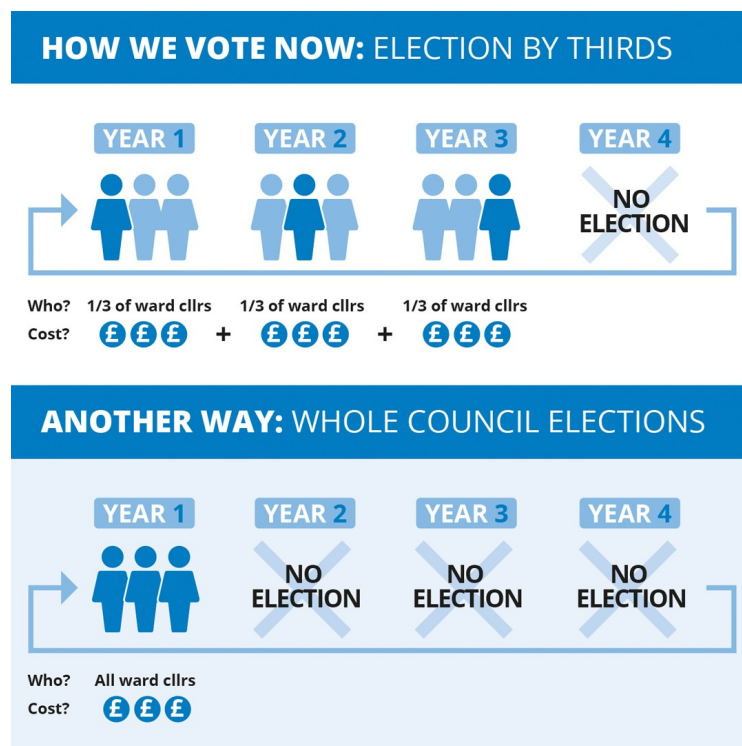 HOW WE VOTE NOW: ELECTION BY THIRDS
YEAR 1 YEAR 2 YEAR 3 YEAR 4
NO
ELECTION
Who? 1/3 of ward cllrs 1/3 of ward cllrs 1/3 of ward cllrs
Cost? £ £ £ + £ £ £ + £ £ £
ANOTHER WAY: WHOLE COUNCIL ELECTIONS
YEAR 1 YEAR 2 YEAR 3 YEAR 4
NO NO NO
ELECTION ELECTION ELECTION
Who? All ward cllrs
Cost? £ £ £